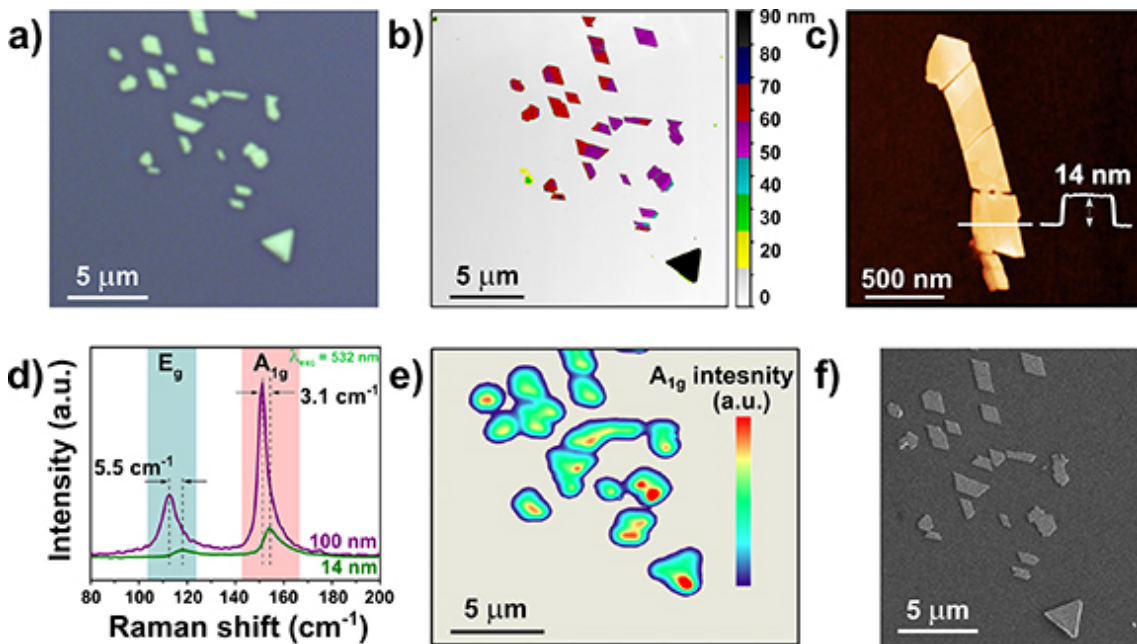 a)
5 μm
b)
90 nm
80
70
60
50
40
30
20
10
0
5 μm
c)
14 nm
500 nm
d)
Intensity (a.u.)
Eg
A1g
λexc = 532 nm
3.1 cm-1
5.5 cm-1
100 nm
14 nm
80 100 120 140 160 180 200
Raman shift (cm-1)
e)
A1g intesnity
(a.u.)
5 μm
f)
5 μm